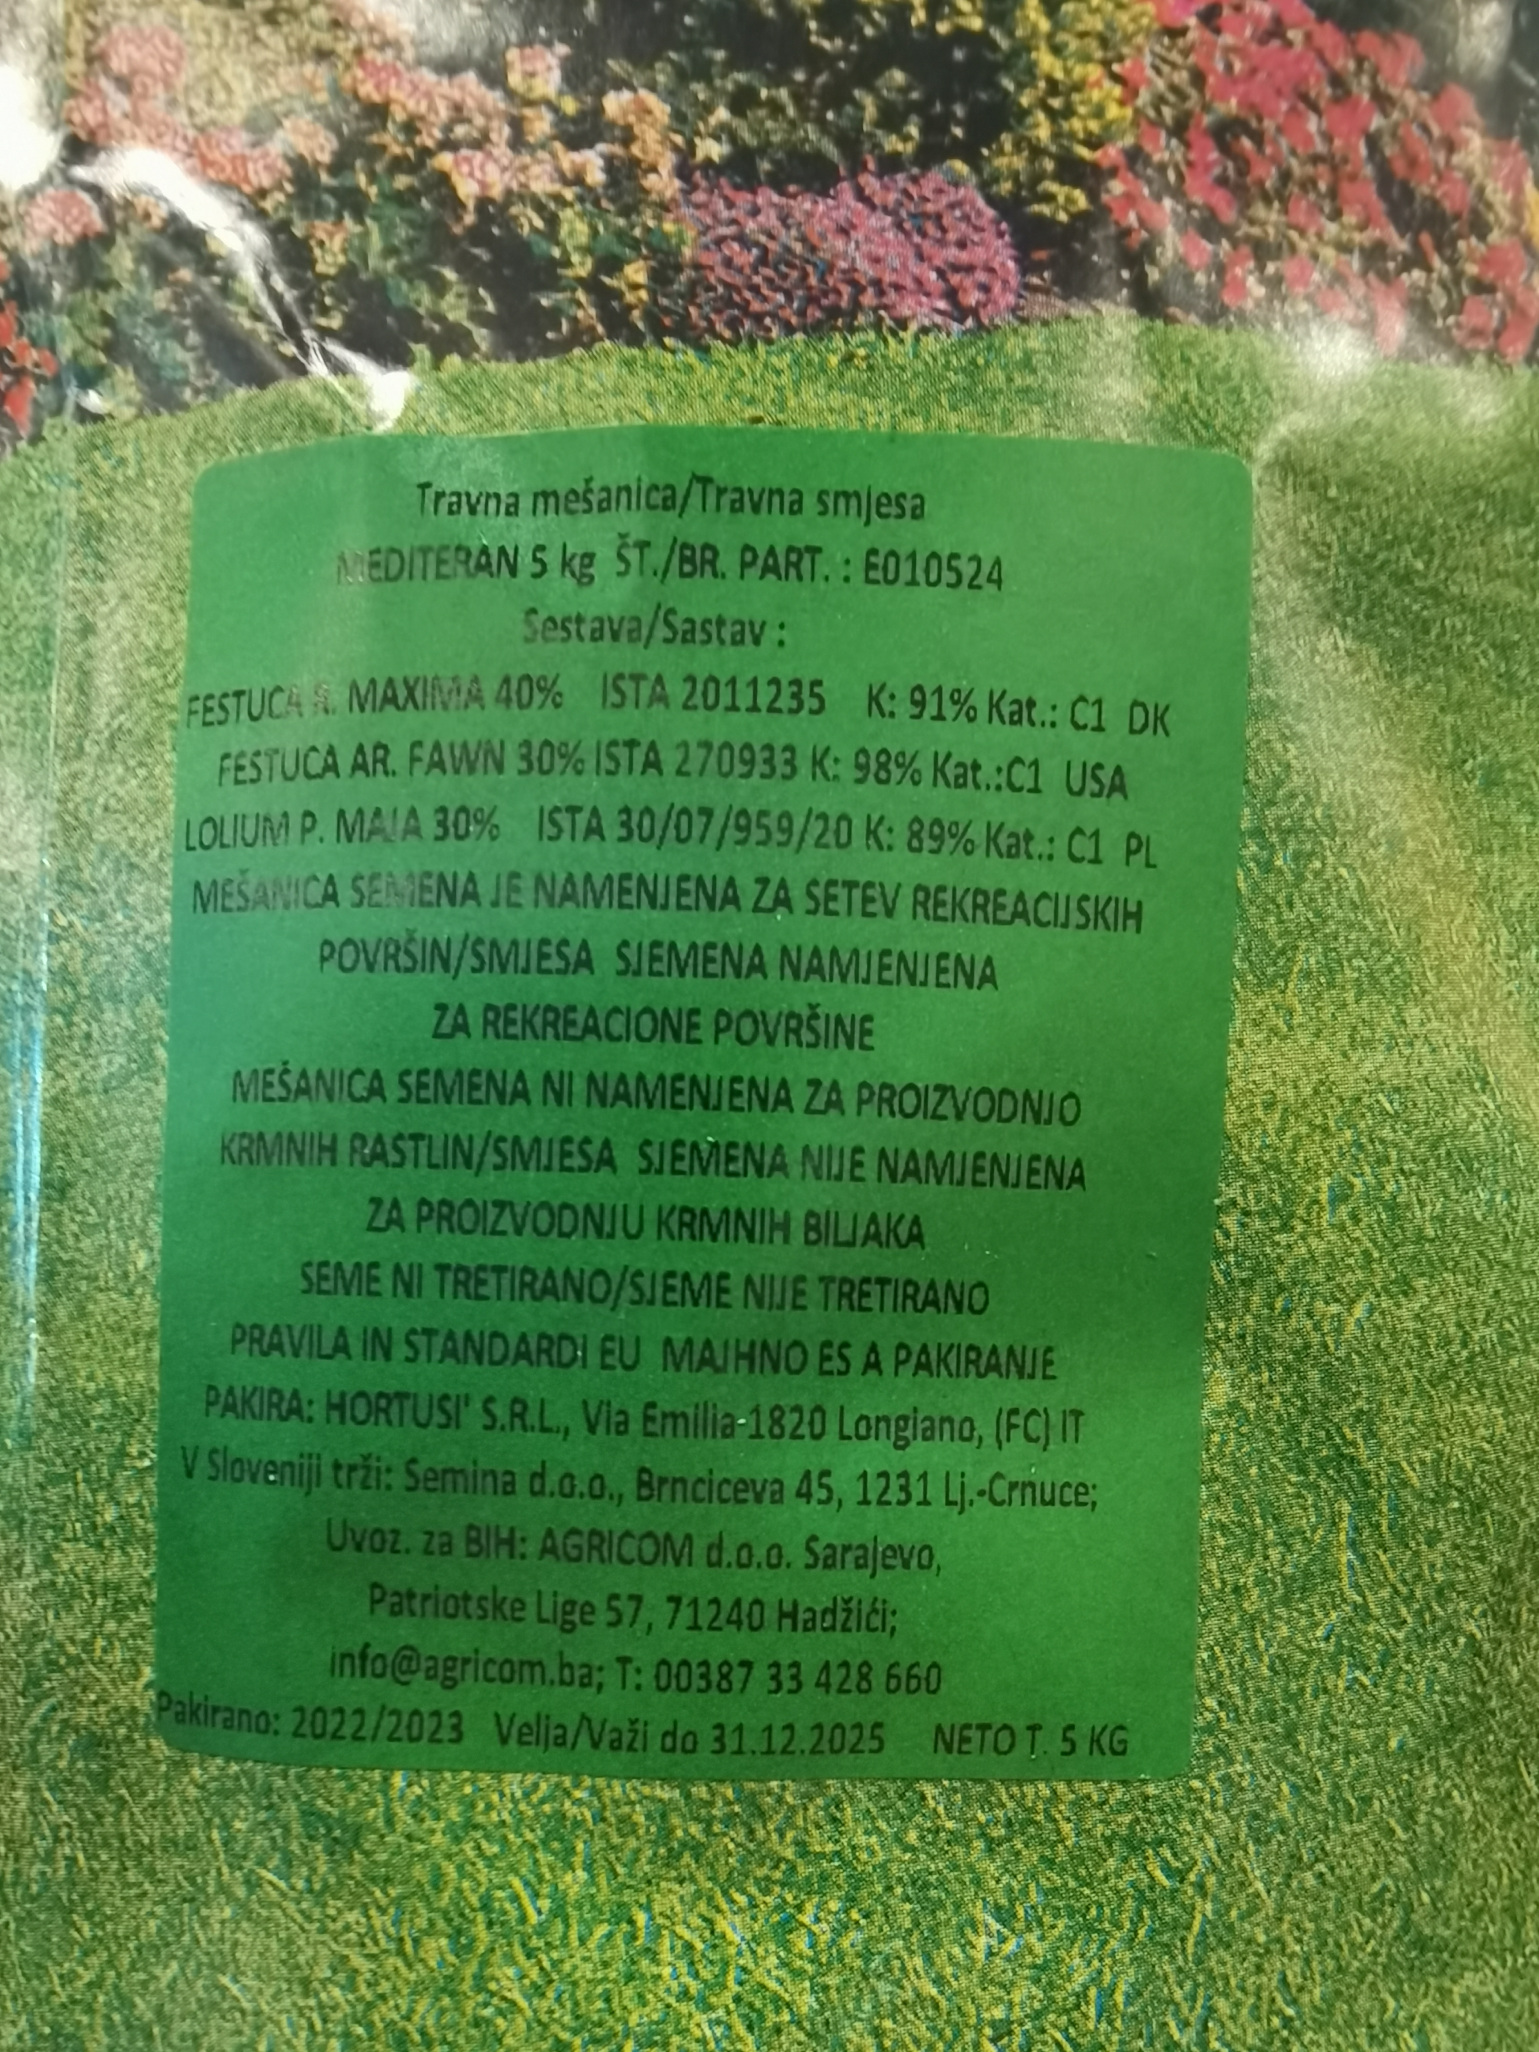 Travna mešanica/Travna smjesa
MEDITERAN 5 kg ŠT./BR. PART. : E010524
Sestava/Sastav :
FESTUCA R. MAXIMA 40% ISTA 2011235 K: 91% Kat.: C1 DK
FESTUCA AR. FAWN 30% ISTA 270933 K: 98% Kat.:C1 USA
LOLIUM P. MAIA 30% ISTA 30/07/959/20 K: 89% Kat.: C1 PL
MEŠANICA SEMENA JE NAMENJENA ZA SETEV REKREACIJSKIH
POVRŠIN/SMJESA SJEMENA NAMJENJENA
ZA REKREACIONE POVRŠINE
MEŠANICA SEMENA NI NAMENJENA ZA PROIZVODNJO
KRMNIH RASTLIN/SMJESA SJEMENA NIJE NAMJENJENA
ZA PROIZVODNJU KRMNIH BILJAKA
SEME NI TRETIRANO/SJEME NIJE TRETIRANO
PRAVILA IN STANDARDI EU MAJHNO ES A PAKIRANJE
PAKIRA: HORTUSI' S.R.L., Via Emilia-1820 Longiano, (FC) IT
V Sloveniji trži: Semina d.o.o., Brnciceva 45, 1231 Lj.-Crnuce;
Uvoz. za BIH: AGRICOM d.o.o. Sarajevo,
Patriotske Lige 57, 71240 Hadžići;
info@agricom.ba; T: 00387 33 428 660
Pakirano: 2022/2023 Velja/Važi do 31.12.2025 NETO T. 5 KG